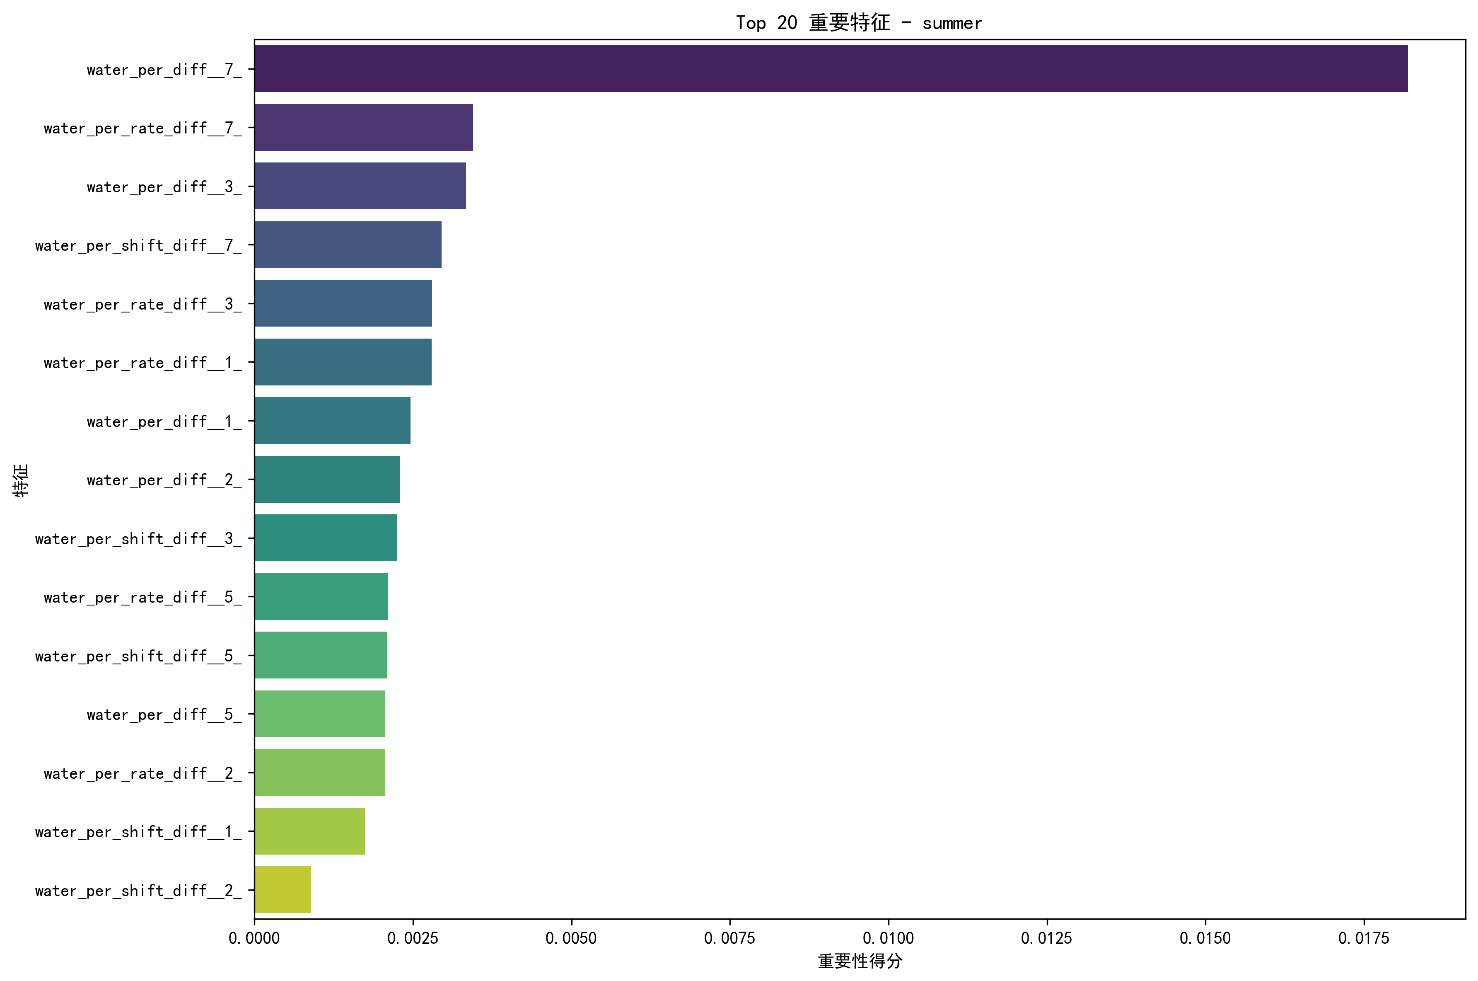 Top 20 重要特征 - summer
water_per_diff__7_
water_per_rate_diff__7_
water_per_diff__3_
water_per_shift_diff__7_
water_per_rate_diff__3_
water_per_rate_diff__1_
water_per_diff__1_
water_per_diff__2_
water_per_shift_diff__3_
water_per_rate_diff__5_
water_per_shift_diff__5_
water_per_diff__5_
water_per_rate_diff__2_
water_per_shift_diff__1_
water_per_shift_diff__2_
特征
0.0000 0.0025 0.0050 0.0075 0.0100 0.0125 0.0150 0.0175
重要性得分